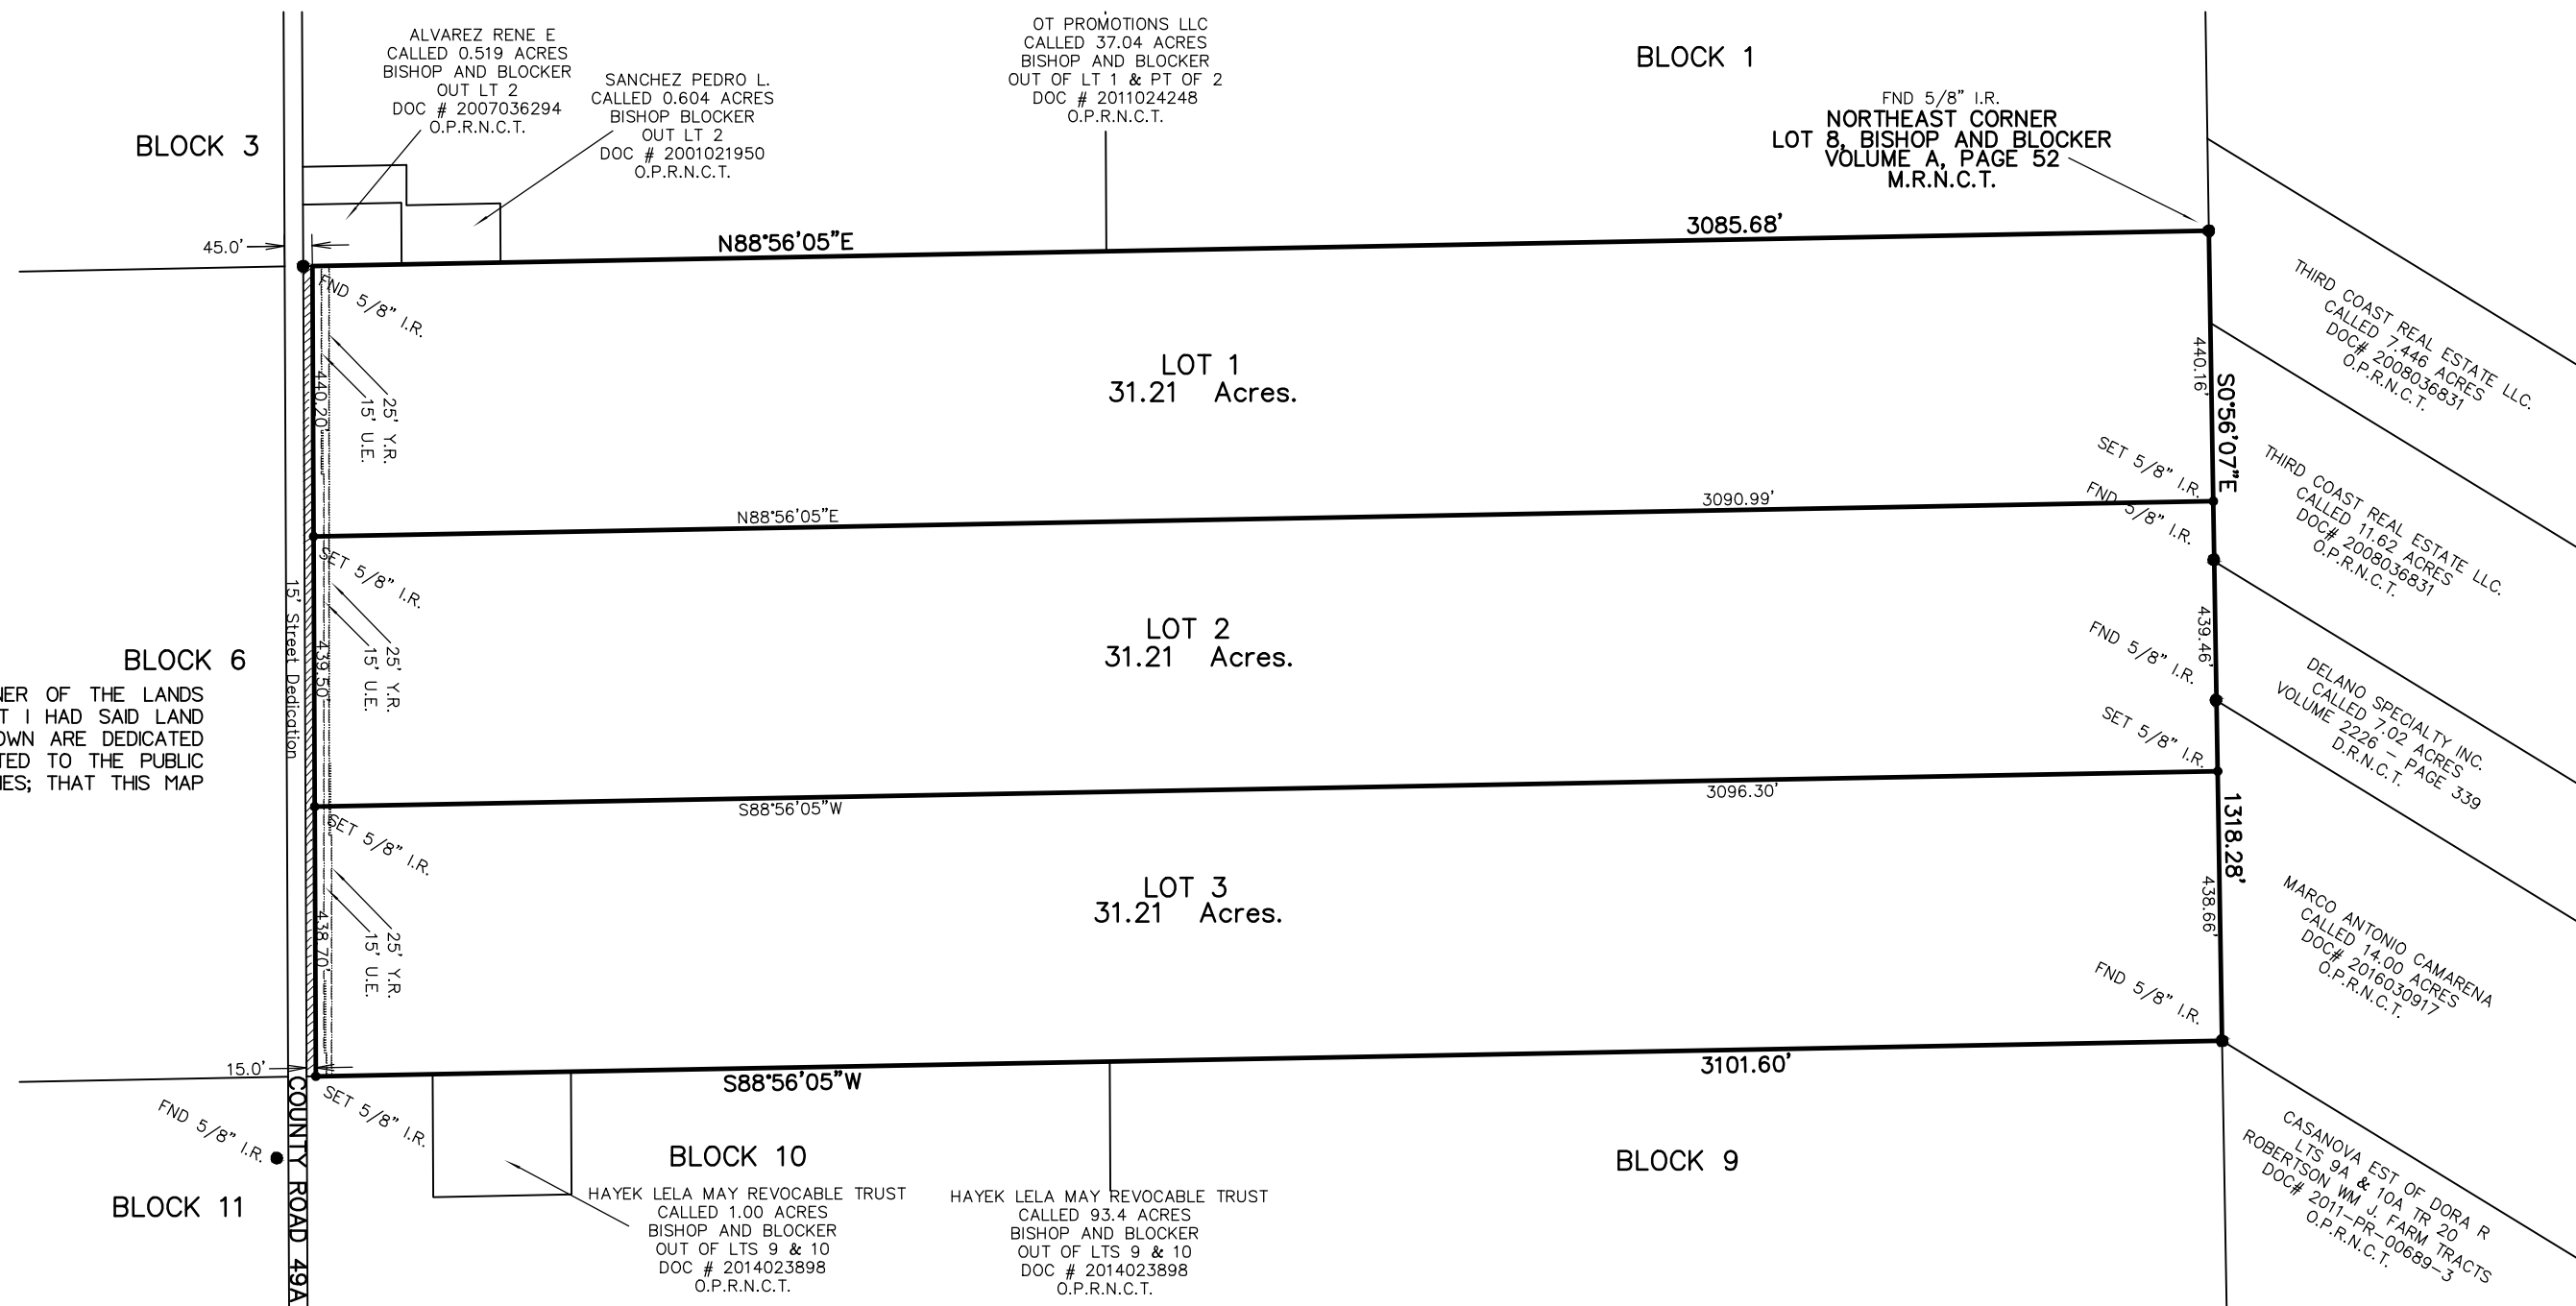 ALVAREZ RENE E
CALLED 0.519 ACRES
BISHOP AND BLOCKER
OUT LT 2
DOC # 2007036294
O.P.R.N.C.T.
SANCHEZ PEDRO L.
CALLED 0.604 ACRES
BISHOP BLOCKER
OUT LT 2
DOC # 2001021950
O.P.R.N.C.T.
OT PROMOTIONS LLC
CALLED 37.04 ACRES
BISHOP AND BLOCKER
OUT OF LT 1 & PT OF 2
DOC # 2011024248
O.P.R.N.C.T.
BLOCK 1
FND 5/8" I.R.
NORTHEAST CORNER
LOT 8, BISHOP AND BLOCKER
VOLUME A, PAGE 52
M.R.N.C.T.
BLOCK 3
45.0'
N88°56'05"E
3085.68'
FND 5/8" I.R.
440.20'
25' Y.R.
15' U.E.
LOT 1
31.21 Acres.
440.16'
S0°56'07"E
SET 5/8" I.R.
FND 5/8" I.R.
THIRD COAST REAL ESTATE LLC.
CALLED 7.446 ACRES
DOC# 2008036831
O.P.R.N.C.T.
THIRD COAST REAL ESTATE LLC.
CALLED 11.62 ACRES
DOC# 2008036831
O.P.R.N.C.T.
N88°56'05"E
3090.99'
SET 5/8" I.R.
15' Street Dedication
439.50'
25' Y.R.
15' U.E.
LOT 2
31.21 Acres.
439.46'
FND 5/8" I.R.
SET 5/8" I.R.
DELANO SPECIALTY INC.
CALLED 7.02 ACRES
VOLUME 2226 - PAGE 339
D.R.N.C.T.
BLOCK 6
NER OF THE LANDS
T I HAD SAID LAND
OWN ARE DEDICATED
TED TO THE PUBLIC
IES; THAT THIS MAP
S88°56'05"W
3096.30'
SET 5/8" I.R.
438.70'
25' Y.R.
15' U.E.
LOT 3
31.21 Acres.
438.66'
1318.28'
FND 5/8" I.R.
MARCO ANTONIO CAMARENA
CALLED 14.00 ACRES
DOC# 2016030917
O.P.R.N.C.T.
15.0'
S88°56'05"W
3101.60'
SET 5/8" I.R.
FND 5/8" I.R.
COUNTY ROAD 49A
BLOCK 11
BLOCK 10
HAYEK LELA MAY REVOCABLE TRUST
CALLED 1.00 ACRES
BISHOP AND BLOCKER
OUT OF LTS 9 & 10
DOC # 2014023898
O.P.R.N.C.T.
HAYEK LELA MAY REVOCABLE TRUST
CALLED 93.4 ACRES
BISHOP AND BLOCKER
OUT OF LTS 9 & 10
DOC # 2014023898
O.P.R.N.C.T.
BLOCK 9
CASANOVA EST OF DORA R
LTS 9A & 10A TR 20
ROBERTSON WM J. FARM TRACTS
DOC# 2011-PR-00689-3
O.P.R.N.C.T.